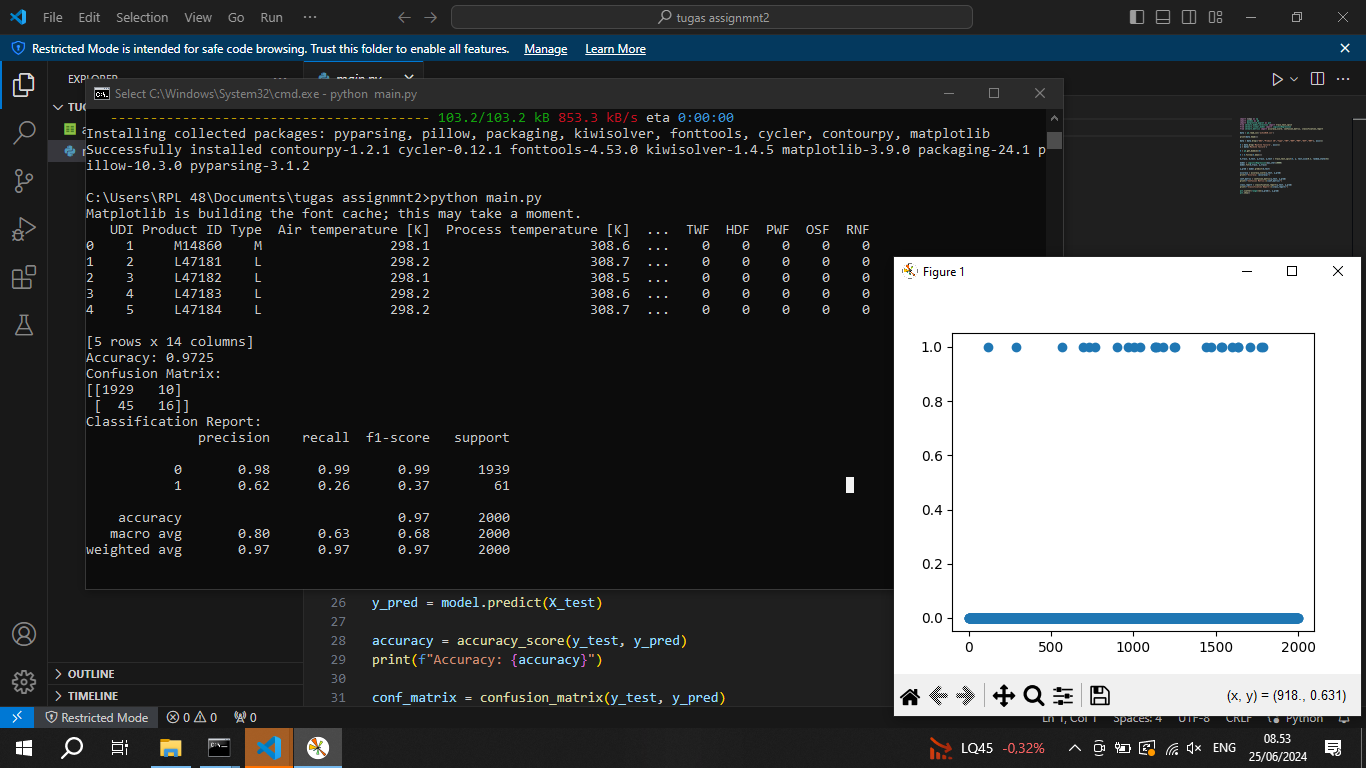 File Edit Selection View Go Run ···
tugas assignmnt2
Restricted Mode is intended for safe code browsing. Trust this folder to enable all features. Manage Learn More
EXPLORER
main.py
Select C:\Windows\System32\cmd.exe - python  main.py
---------------------------------------- 103.2/103.2 kB 853.3 kB/s eta 0:00:00
Installing collected packages: pyparsing, pillow, packaging, kiwisolver, fonttools, cycler, contourpy, matplotlib
Successfully installed contourpy-1.2.1 cycler-0.12.1 fonttools-4.53.0 kiwisolver-1.4.5 matplotlib-3.9.0 packaging-24.1 p
illow-10.3.0 pyparsing-3.1.2
C:\Users\RPL 48\Documents\tugas assignmnt2>python main.py
Matplotlib is building the font cache; this may take a moment.
   UDI Product ID Type  Air temperature [K]  Process temperature [K]  ...  TWF  HDF  PWF  OSF  RNF
0    1     M14860    M                298.1                    308.6  ...    0    0    0    0    0
1    2     L47181    L                298.2                    308.7  ...    0    0    0    0    0
2    3     L47182    L                298.1                    308.5  ...    0    0    0    0    0
3    4     L47183    L                298.2                    308.6  ...    0    0    0    0    0
4    5     L47184    L                298.2                    308.7  ...    0    0    0    0    0
[5 rows x 14 columns]
Accuracy: 0.9725
Confusion Matrix:
[[1929   10]
 [  45   16]]
Classification Report:
              precision    recall  f1-score   support
           0       0.98      0.99      0.99      1939
           1       0.62      0.26      0.37        61
    accuracy                           0.97      2000
   macro avg       0.80      0.63      0.68      2000
weighted avg       0.97      0.97      0.97      2000
26 y_pred = model.predict(X_test)
27
28 accuracy = accuracy_score(y_test, y_pred)
29 print(f"Accuracy: {accuracy}")
30
31 conf_matrix = confusion_matrix(y_test, y_pred)
OUTLINE
TIMELINE
Figure 1
1.0
0.8
0.6
0.4
0.2
0.0
0 500 1000 1500 2000
(x, y) = (918., 0.631)
Restricted Mode 0 0 0
Ln 1, Col 1 Spaces: 4 UTF-8 CRLF Python
LQ45 -0,32% ENG
08.53
25/06/2024